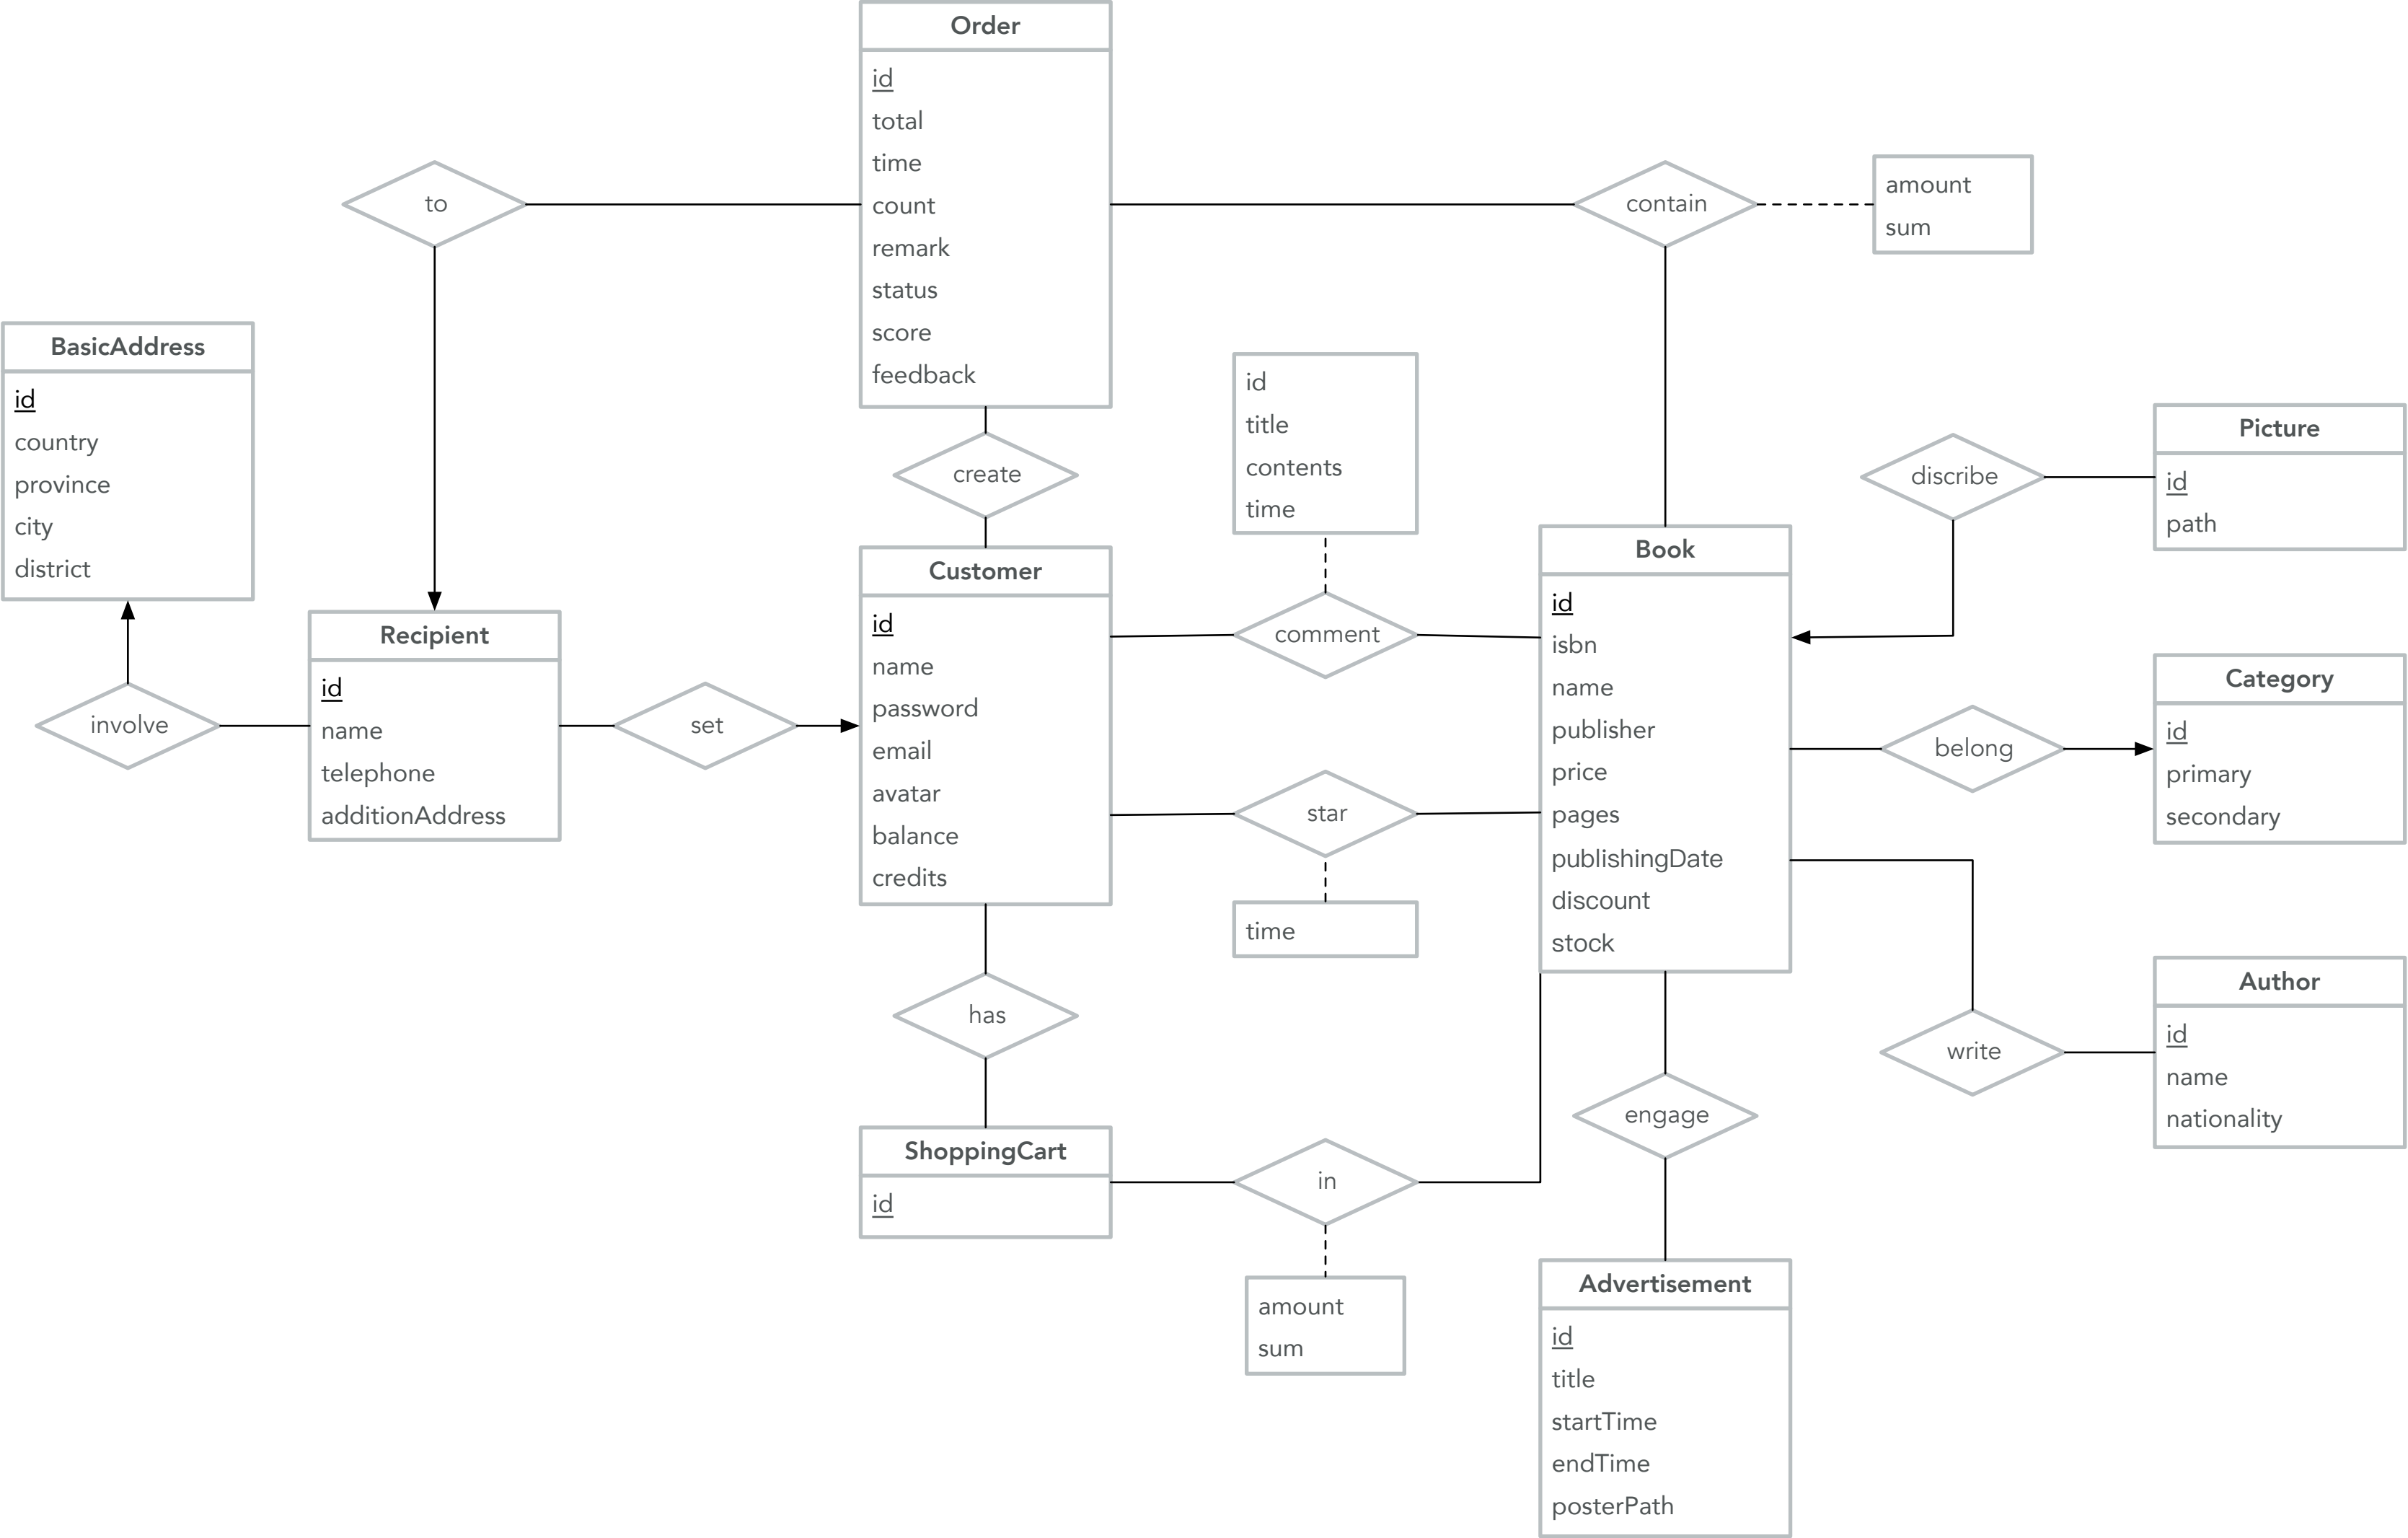 Order
id
total
time
count
remark
status
score
feedback
to
contain
amount
sum
BasicAddress
id
country
province
city
district
create
id
title
contents
time
Picture
id
path
discribe
Recipient
id
name
telephone
additionAddress
involve
set
Customer
id
name
password
email
avatar
balance
credits
comment
star
time
Book
id
isbn
name
publisher
price
pages
publishingDate
discount
stock
Category
id
primary
secondary
belong
Author
id
name
nationality
write
has
engage
ShoppingCart
id
in
amount
sum
Advertisement
id
title
startTime
endTime
posterPath